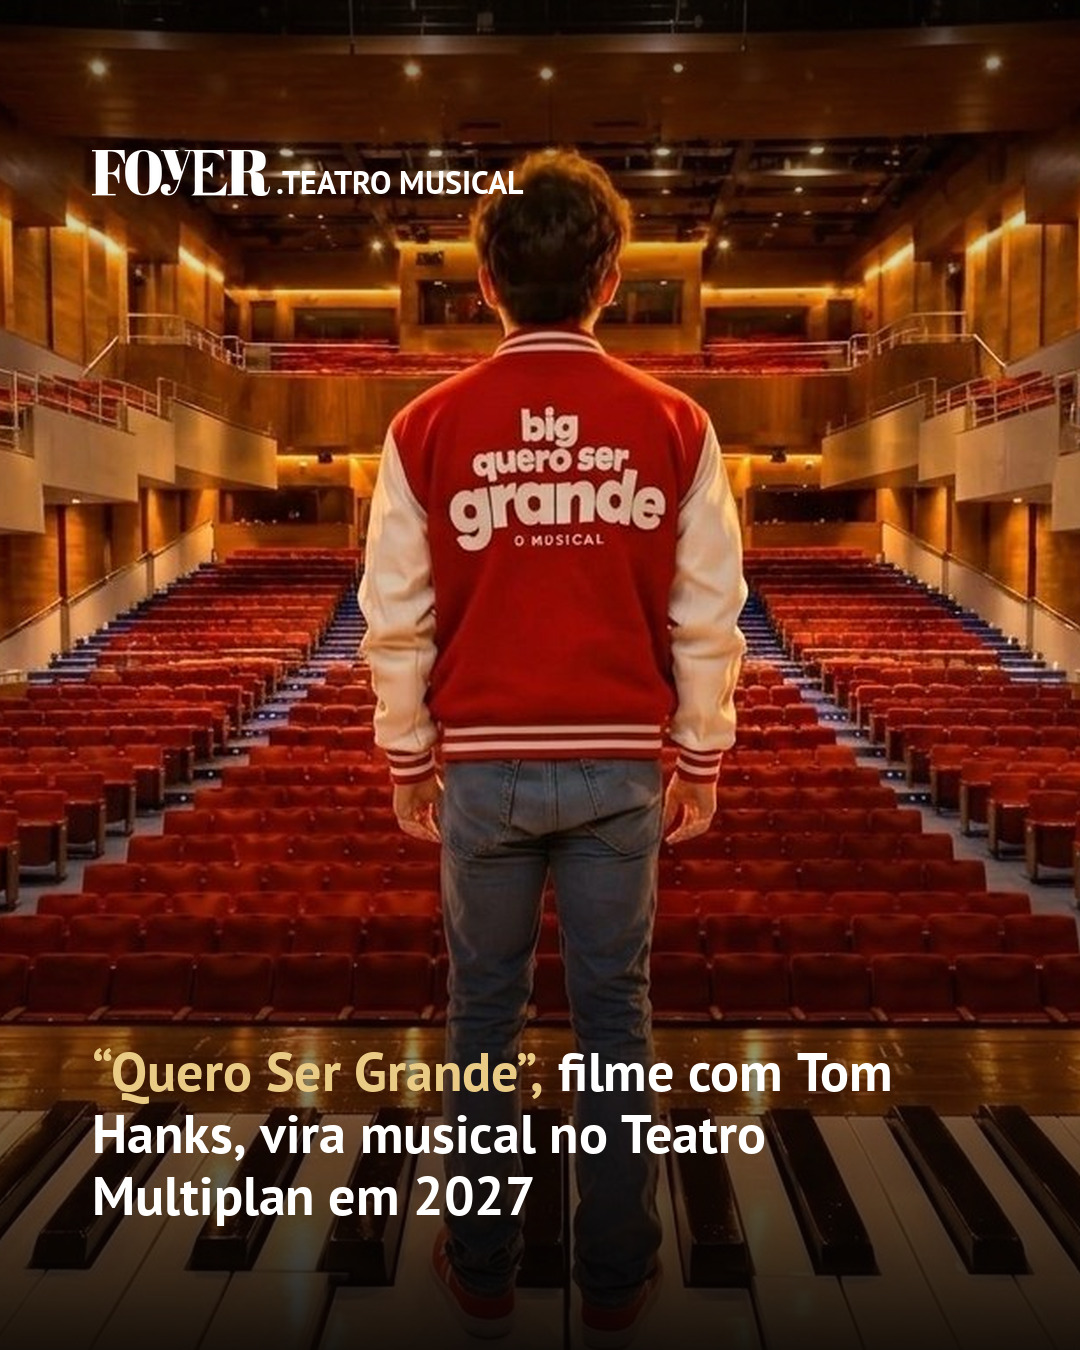 FOYER .TEATRO MUSICAL
big
quero ser
grande
O MUSICAL
“Quero Ser Grande”, filme com Tom
Hanks, vira musical no Teatro
Multiplan em 2027